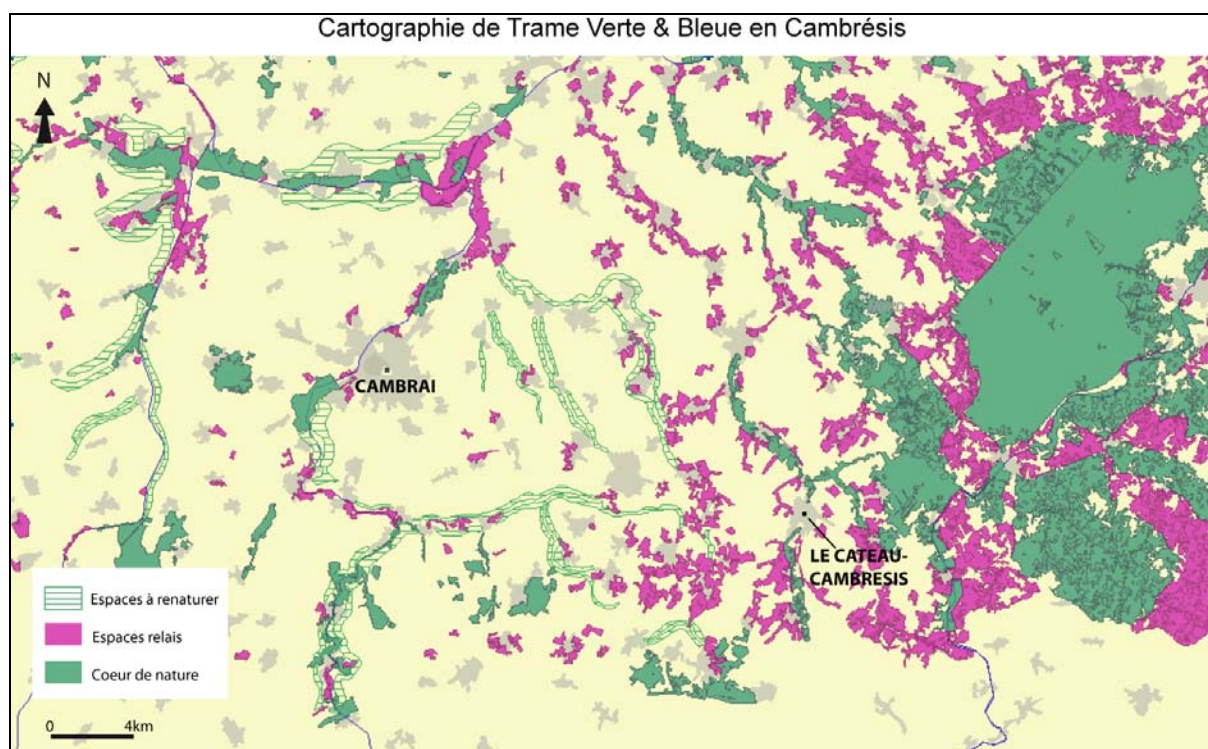 Cartographie de Trame Verte & Bleue en Cambrésis
N
CAMBRAI
LE CATEAU-
CAMBRESIS
Espaces à renaturer
Espaces relais
Coeur de nature
0 4km